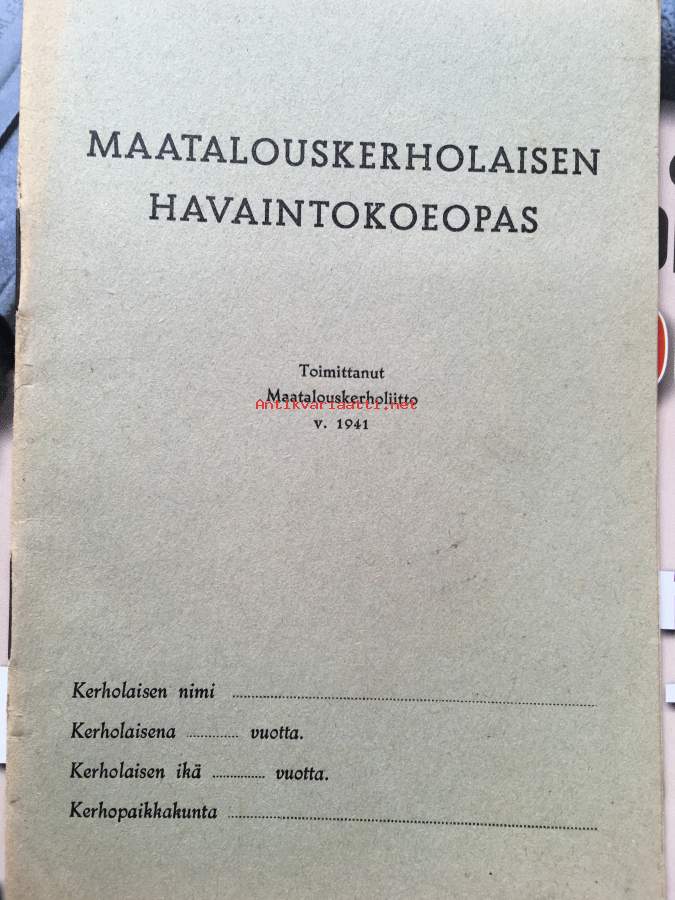 MAATALOUSKERHOLAISEN
HAVAINTOKOEOPAS
Toimittanut
Maatalouskerholiitto
Antikvariaatti.net
v. 1941
Kerholaisen nimi ......................................................
Kerholaisena ............. vuotta.
Kerholaisen ikä ............. vuotta.
Kerhopaikkakunta ......................................................